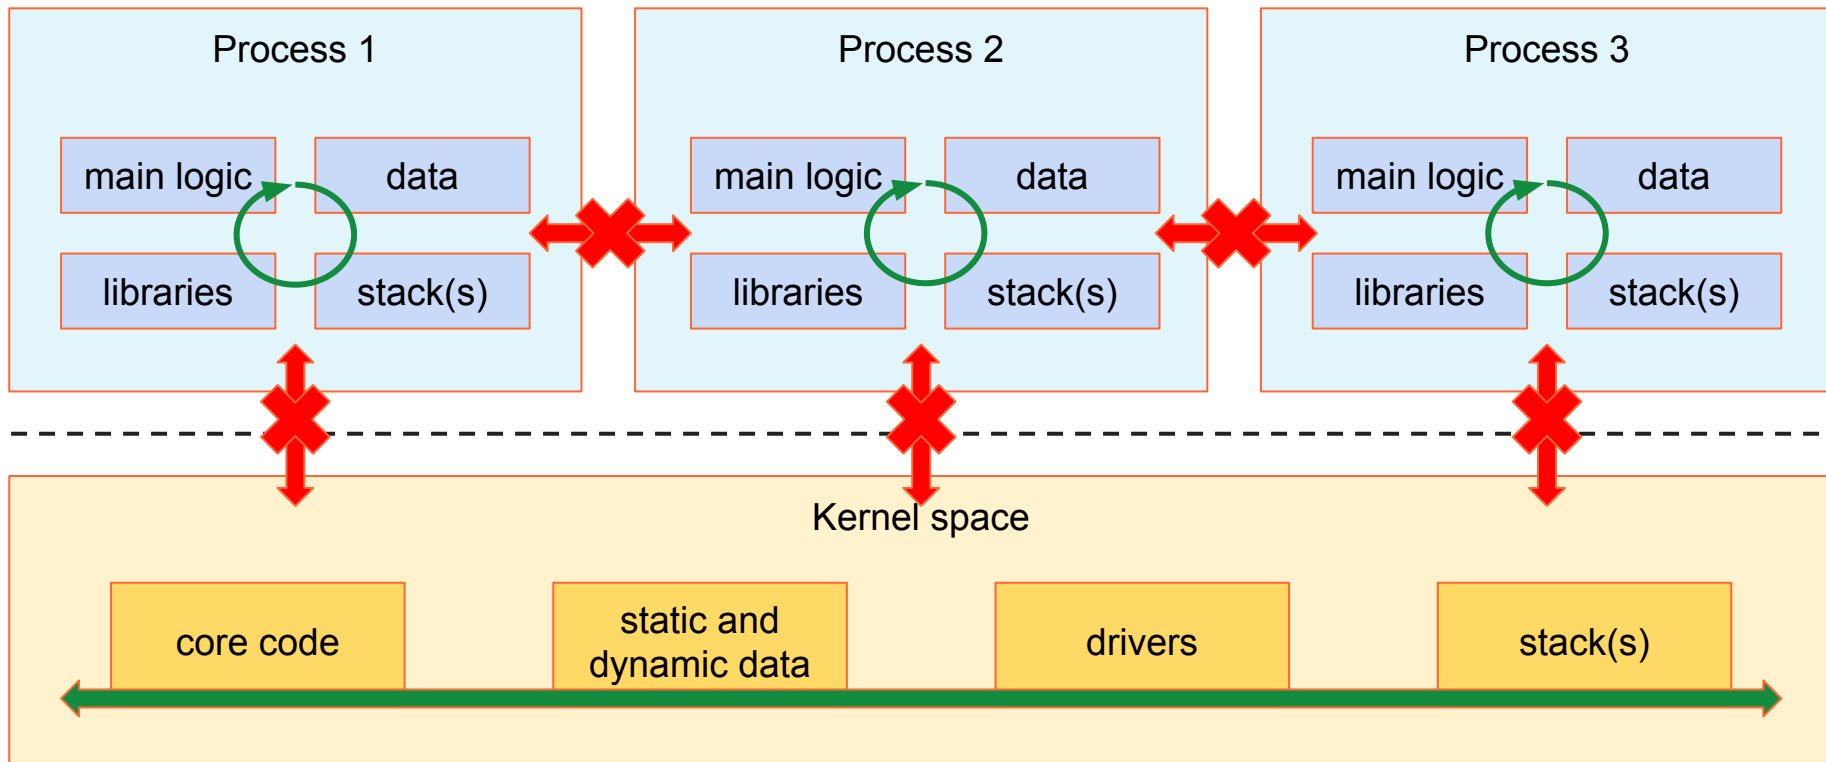 Process 1
Process 2
Process 3
main logic
data
main logic
data
main logic
data
libraries
stack(s)
libraries
stack(s)
libraries
stack(s)
Kernel space
core code
static and
dynamic data
drivers
stack(s)